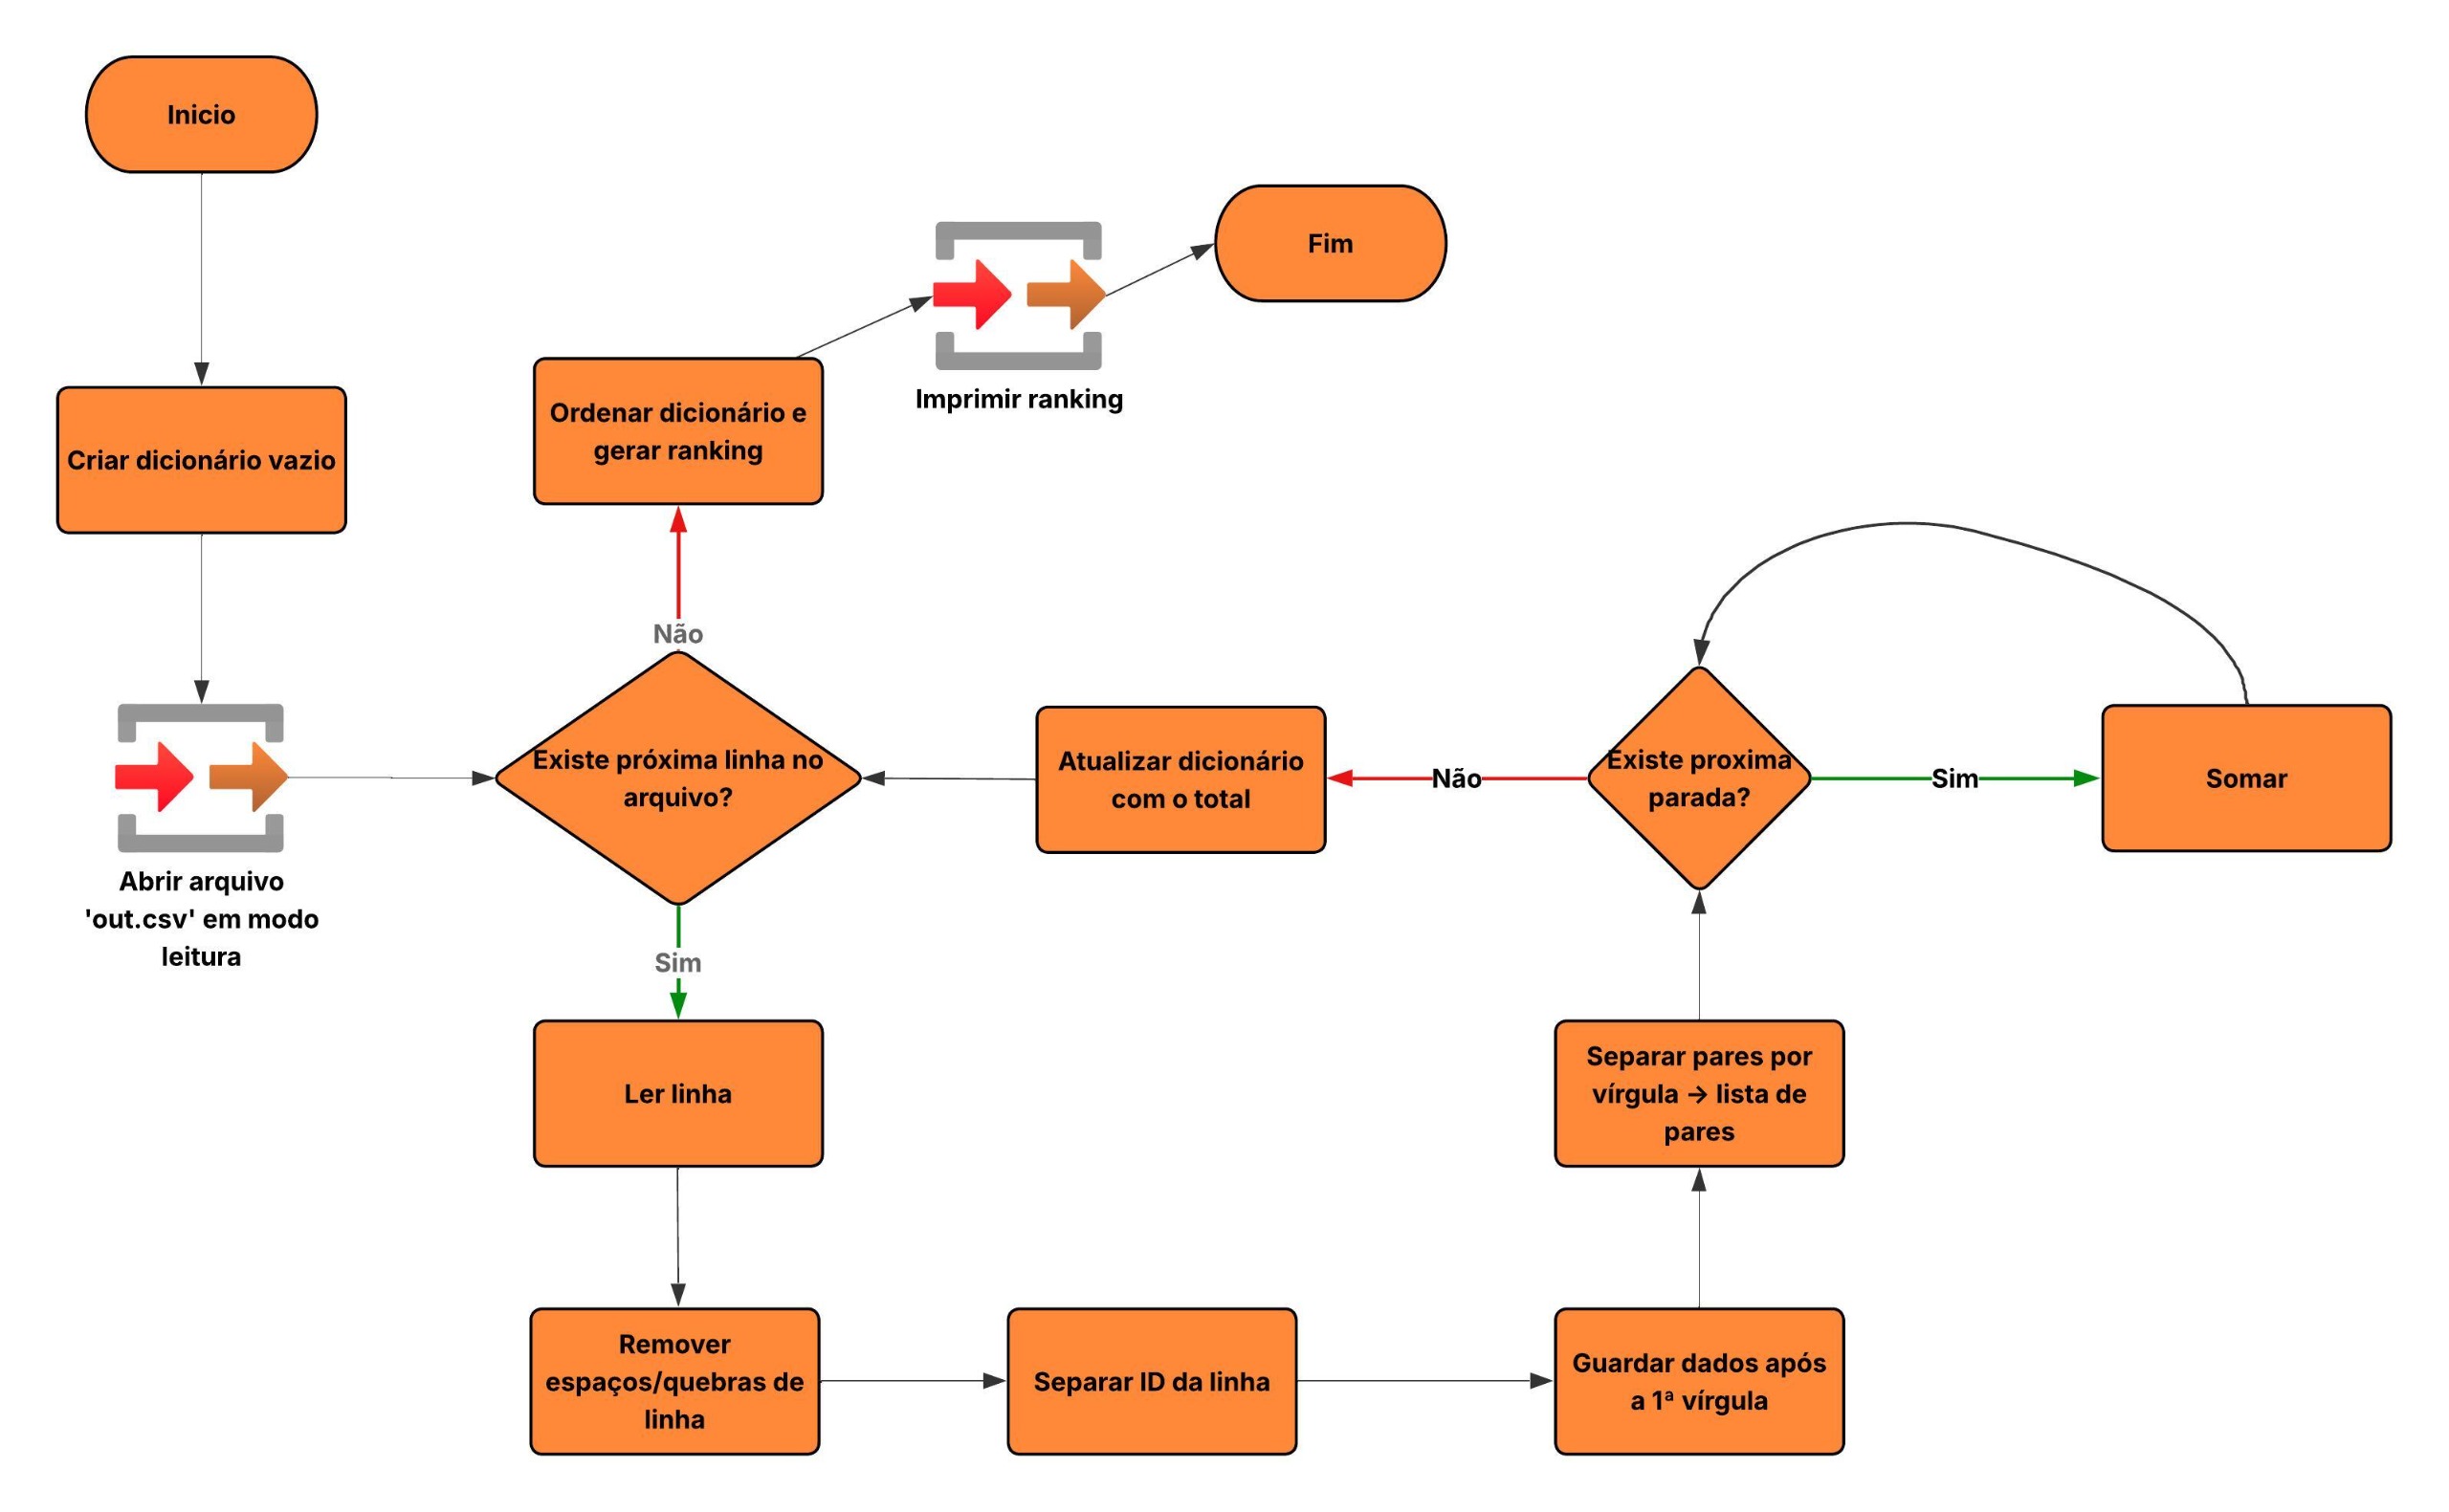 Inicio
Criar dicionário vazio
Abrir arquivo
'out.csv' em modo
leitura
Existe próxima linha no
arquivo?
Não
Ordenar dicionário e
gerar ranking
Imprimir ranking
Fim
Sim
Ler linha
Remover
espaços/quebras de
linha
Separar ID da linha
Guardar dados após
a 1ª vírgula
Separar pares por
vírgula → lista de
pares
Existe proxima
parada?
Sim
Somar
Não
Atualizar dicionário
com o total